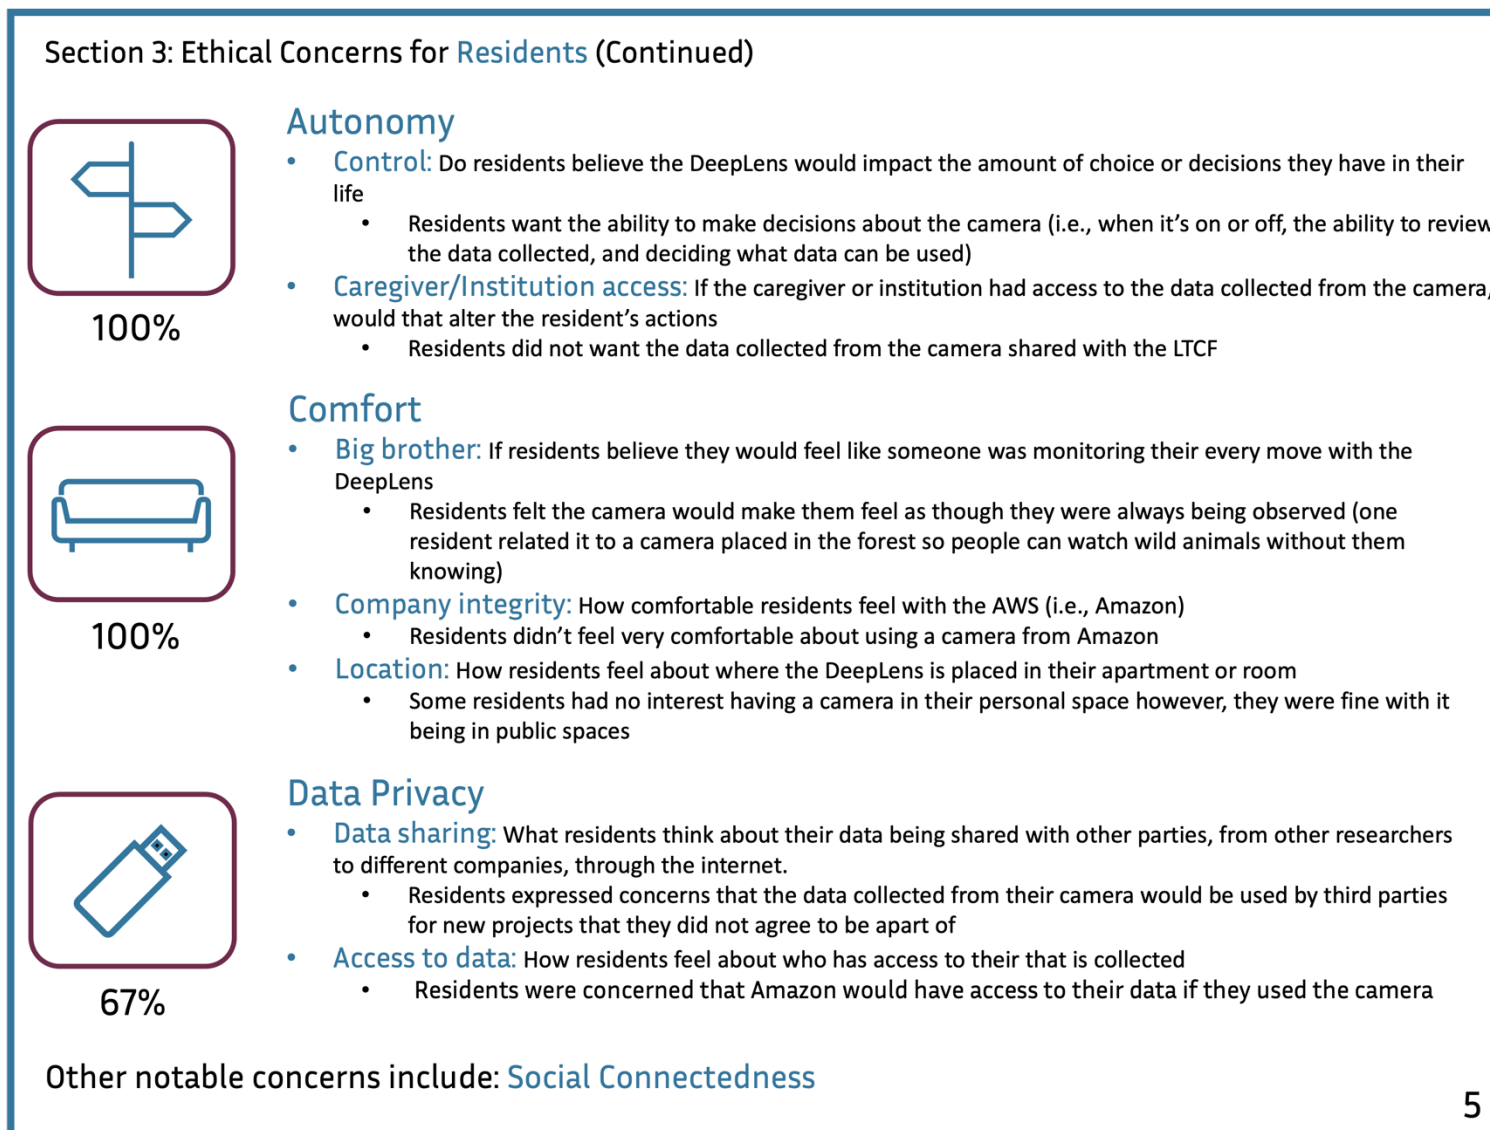 Section 3: Ethical Concerns for Residents (Continued)
Autonomy
• Control: Do residents believe the DeepLens would impact the amount of choice or decisions they have in their
life
• Residents want the ability to make decisions about the camera (i.e., when it's on or off, the ability to review
the data collected, and deciding what data can be used)
• Caregiver/Institution access: If the caregiver or institution had access to the data collected from the camera,
would that alter the resident's actions
• Residents did not want the data collected from the camera shared with the LTCF
100%
Comfort
• Big brother: If residents believe they would feel like someone was monitoring their every move with the
DeepLens
• Residents felt the camera would make them feel as though they were always being observed (one
resident related it to a camera placed in the forest so people can watch wild animals without them
knowing)
• Company integrity: How comfortable residents feel with the AWS (i.e., Amazon)
• Residents didn't feel very comfortable about using a camera from Amazon
• Location: How residents feel about where the DeepLens is placed in their apartment or room
• Some residents had no interest having a camera in their personal space however, they were fine with it
being in public spaces
100%
Data Privacy
• Data sharing: What residents think about their data being shared with other parties, from other researchers
to different companies, through the internet.
• Residents expressed concerns that the data collected from their camera would be used by third parties
for new projects that they did not agree to be apart of
• Access to data: How residents feel about who has access to their that is collected
• Residents were concerned that Amazon would have access to their data if they used the camera
67%
Other notable concerns include: Social Connectedness
5